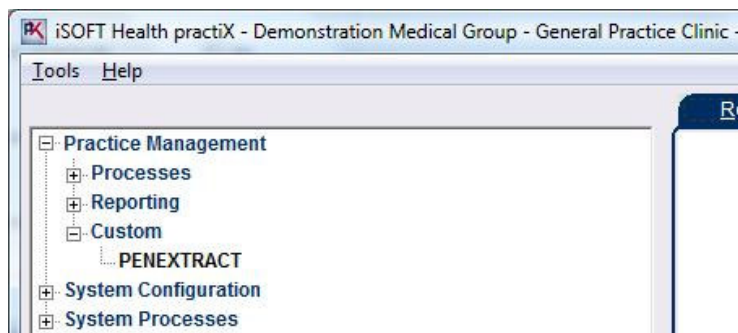 iSOFT Health practiX - Demonstration Medical Group - General Practice Clinic -
Tools Help
Practice Management
Processes
Reporting
Custom
PENEXTRACT
System Configuration
System Processes